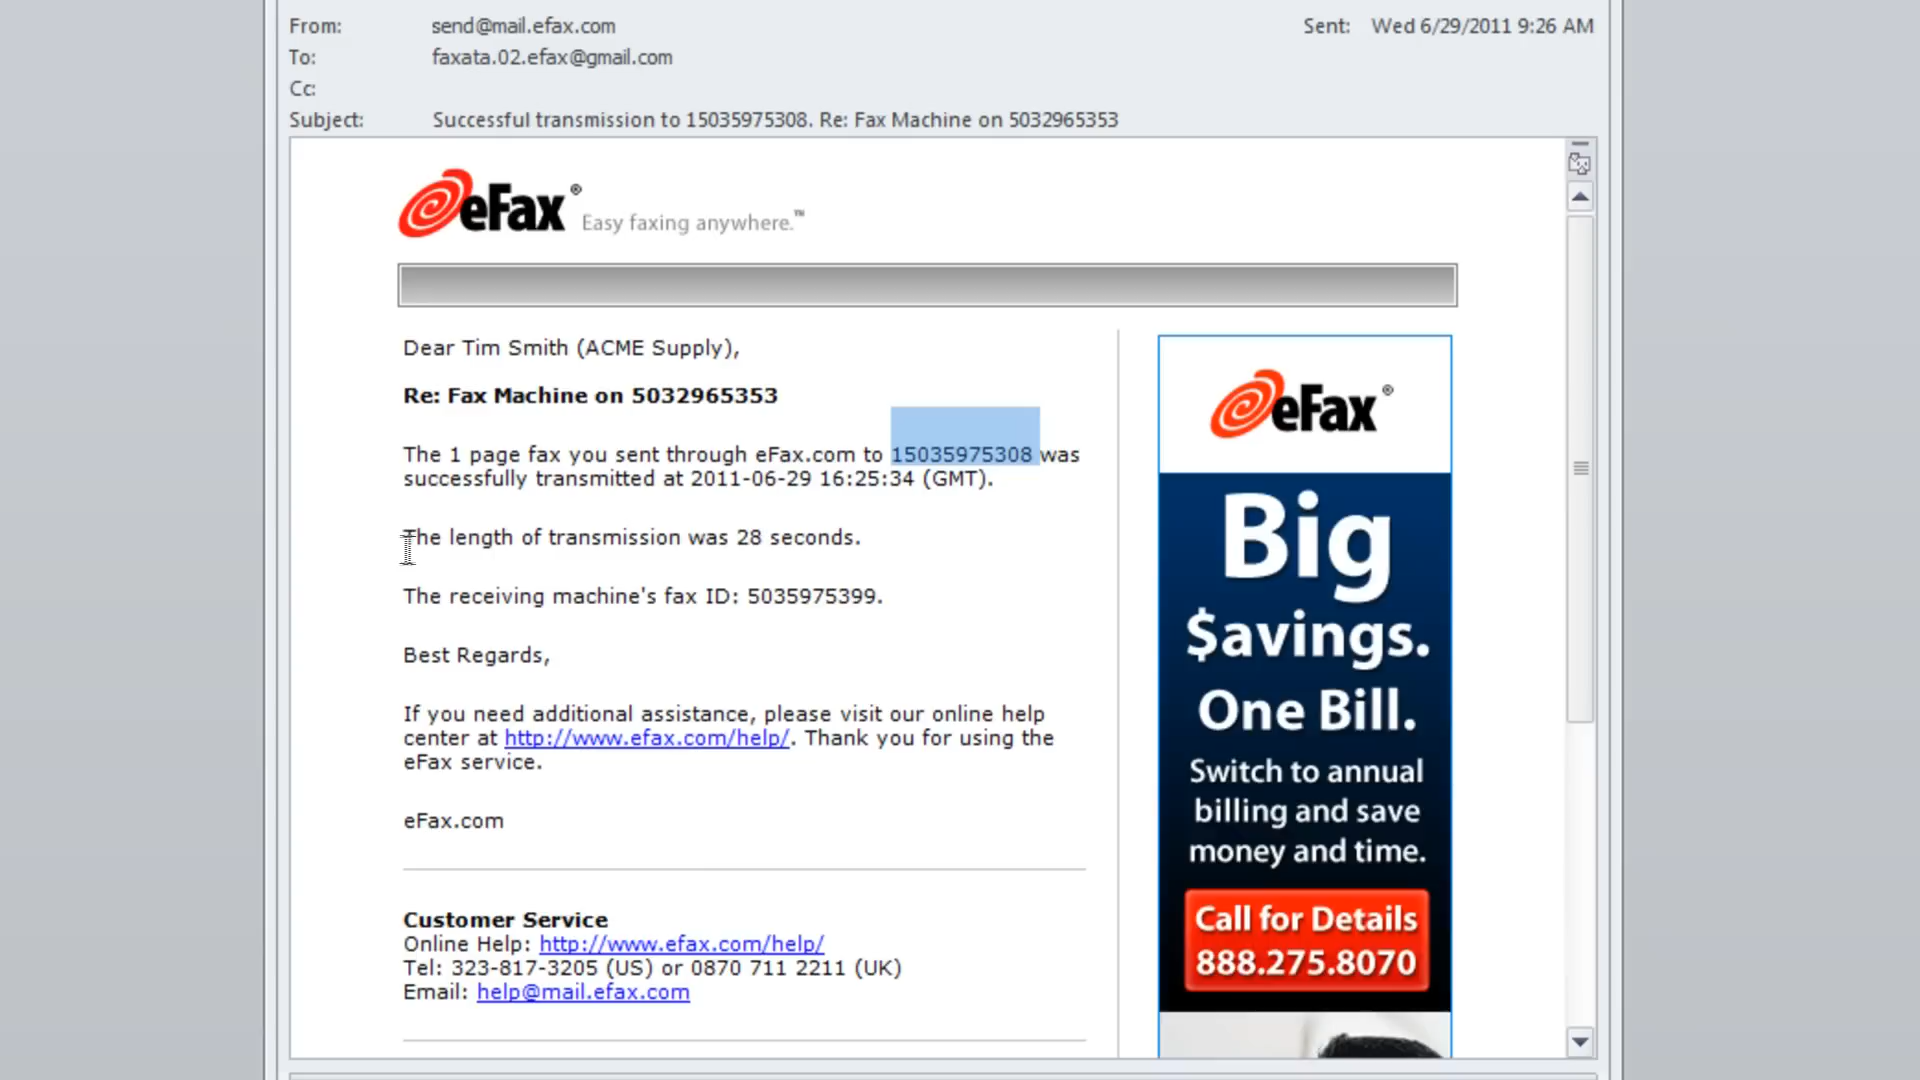 From: send@mail.efax.com Sent: Wed 6/29/2011 9:26 AM
To: faxata.02.efax@gmail.com
Cc:
Subject: Successful transmission to 15035975308. Re: Fax Machine on 5032965353
eFax® Easy faxing anywhere.™
Dear Tim Smith (ACME Supply),
Re: Fax Machine on 5032965353
The 1 page fax you sent through eFax.com to 15035975308 was
successfully transmitted at 2011-06-29 16:25:34 (GMT).
The length of transmission was 28 seconds.
The receiving machine's fax ID: 5035975399.
Best Regards,
If you need additional assistance, please visit our online help
center at http://www.efax.com/help/. Thank you for using the
eFax service.
eFax.com
Customer Service
Online Help: http://www.efax.com/help/
Tel: 323-817-3205 (US) or 0870 711 2211 (UK)
Email: help@mail.efax.com
eFax®
Big
$avings.
One Bill.
Switch to annual
billing and save
money and time.
Call for Details
888.275.8070